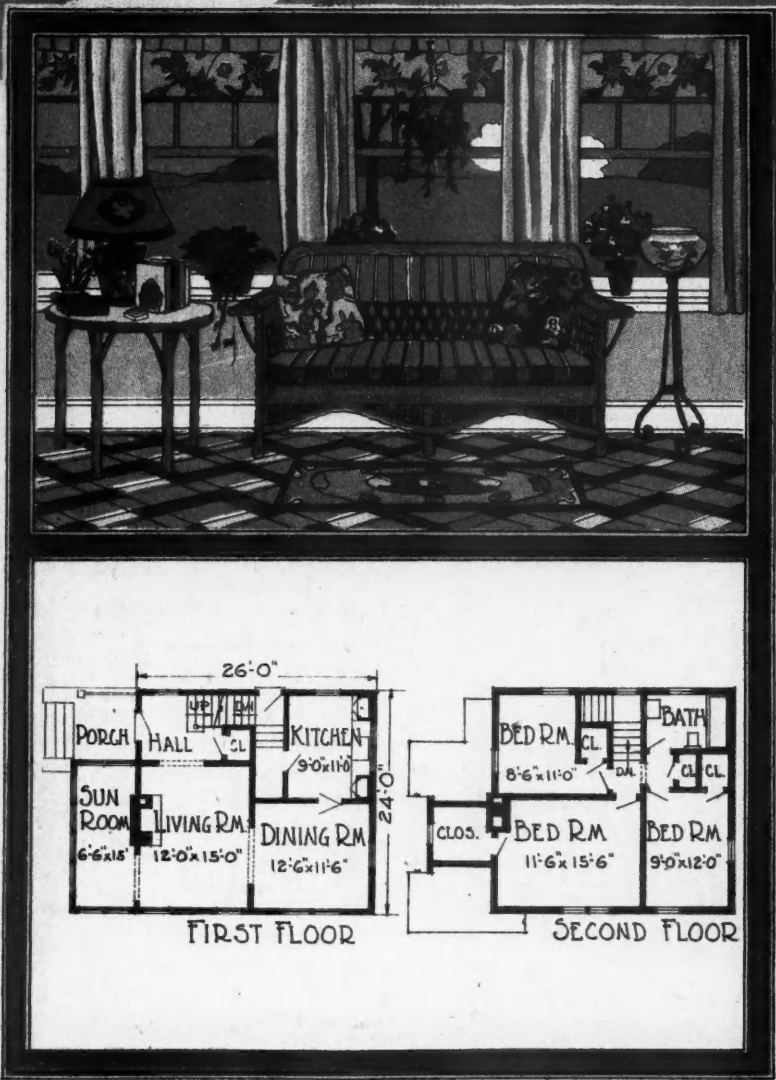 26'-0"
UP
DN
PORCH
HALL
CL
KITCHEN
9'-0"x11'-0"
24'-0"
SUN
ROOM
6'-6"x15'
LIVING RM.
12'-0"x15'-0"
DINING RM
12'-6"x11'-6"
FIRST FLOOR
BED RM.
8'-6"x11'-0"
CL.
DN.
BATH
CL
CL.
CLOS.
BED RM
11'-6"x15'-6"
BED RM
9'-0"x12'-0"
SECOND FLOOR